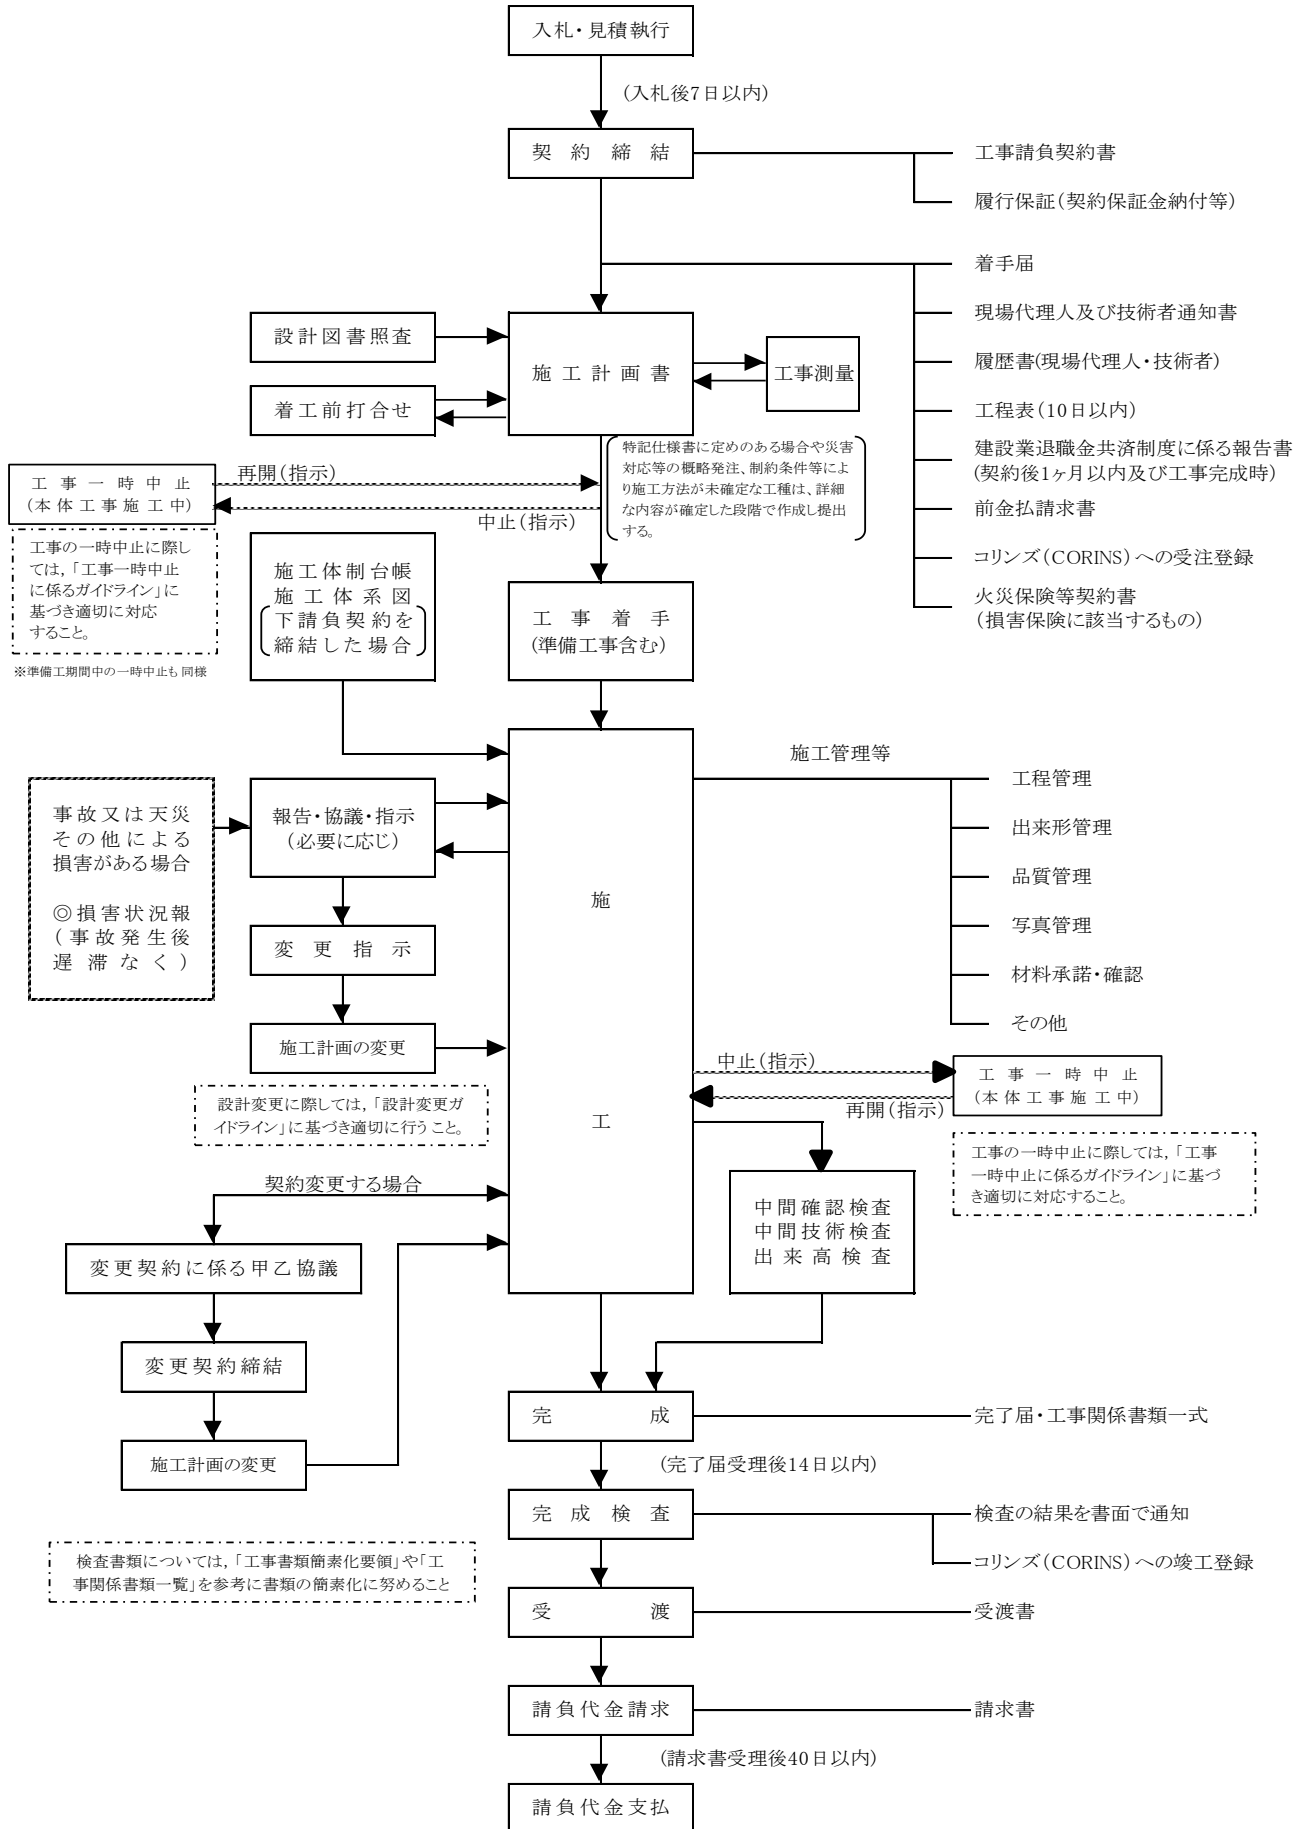 入札・見積執行
(入札後7日以内)
契約締結
工事請負契約書
履行保証(契約保証金納付等)
着手届
設計図書照査
現場代理人及び技術者通知書
施工計画書
工事測量
履歴書(現場代理人・技術者)
着工前打合せ
工程表(10日以内)
特記仕様書に定めのある場合や災害
対応等の概略発注、制約条件等によ
り施工方法が未確定な工種は、詳細
な内容が確定した段階で作成し提出
する。
建設業退職金共済制度に係る報告書
(契約後1ヶ月以内及び工事完成時)
工事一時中止
(本体工事施工中)
再開(指示)
中止(指示)
前金払請求書
工事の一時中止に際し
ては,「工事一時中止
に係るガイドライン」に
基づき適切に対応
すること。
※準備工期間中の一時中止も同様
コリンズ(CORINS)への受注登録
火災保険等契約書
(損害保険に該当するもの)
施工体制台帳
施工体系図
下請負契約を
締結した場合
工事着手
(準備工事含む)
施工管理等
工程管理
出来形管理
品質管理
写真管理
材料承諾・確認
その他
事故又は天災
その他による
損害がある場合
◎損害状況報
(事故発生後
遅滞なく)
報告・協議・指示
(必要に応じ)
変更指示
施工計画の変更
施
工
設計変更に際しては,「設計変更ガ
イドライン」に基づき適切に行うこと。
中止(指示)
再開(指示)
工事一時中止
(本体工事施工中)
工事の一時中止に際しては,「工事
一時中止に係るガイドライン」に基づ
き適切に対応すること。
中間確認検査
中間技術検査
出来高検査
契約変更する場合
変更契約に係る甲乙協議
変更契約締結
施工計画の変更
完成
完了届・工事関係書類一式
(完了届受理後14日以内)
完成検査
検査の結果を書面で通知
コリンズ(CORINS)への竣工登録
検査書類については,「工事書類簡素化要領」や「工
事関係書類一覧」を参考に書類の簡素化に努めること
受渡
受渡書
請負代金請求
請求書
(請求書受理後40日以内)
請負代金支払